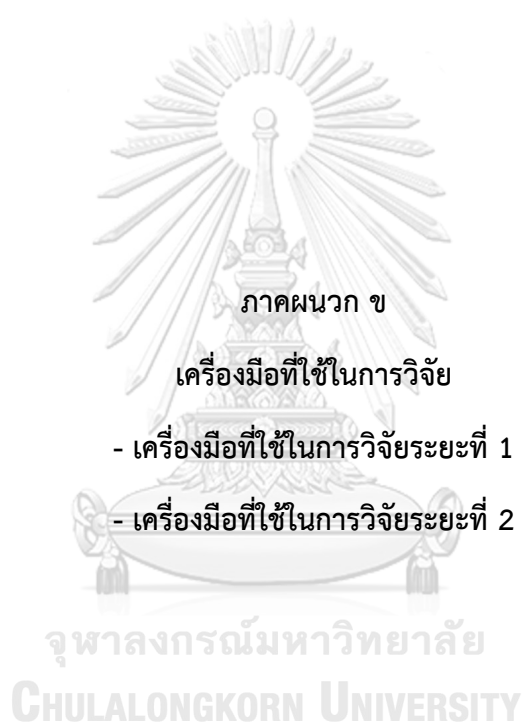 ภาคผนวก ข
เครื่องมือที่ใช้ในการวิจัย
- เครื่องมือที่ใช้ในการวิจัยระยะที่ 1
- เครื่องมือที่ใช้ในการวิจัยระยะที่ 2
จุฬาลงกรณ์มหาวิทยาลัย
CHULALONGKORN UNIVERSITY